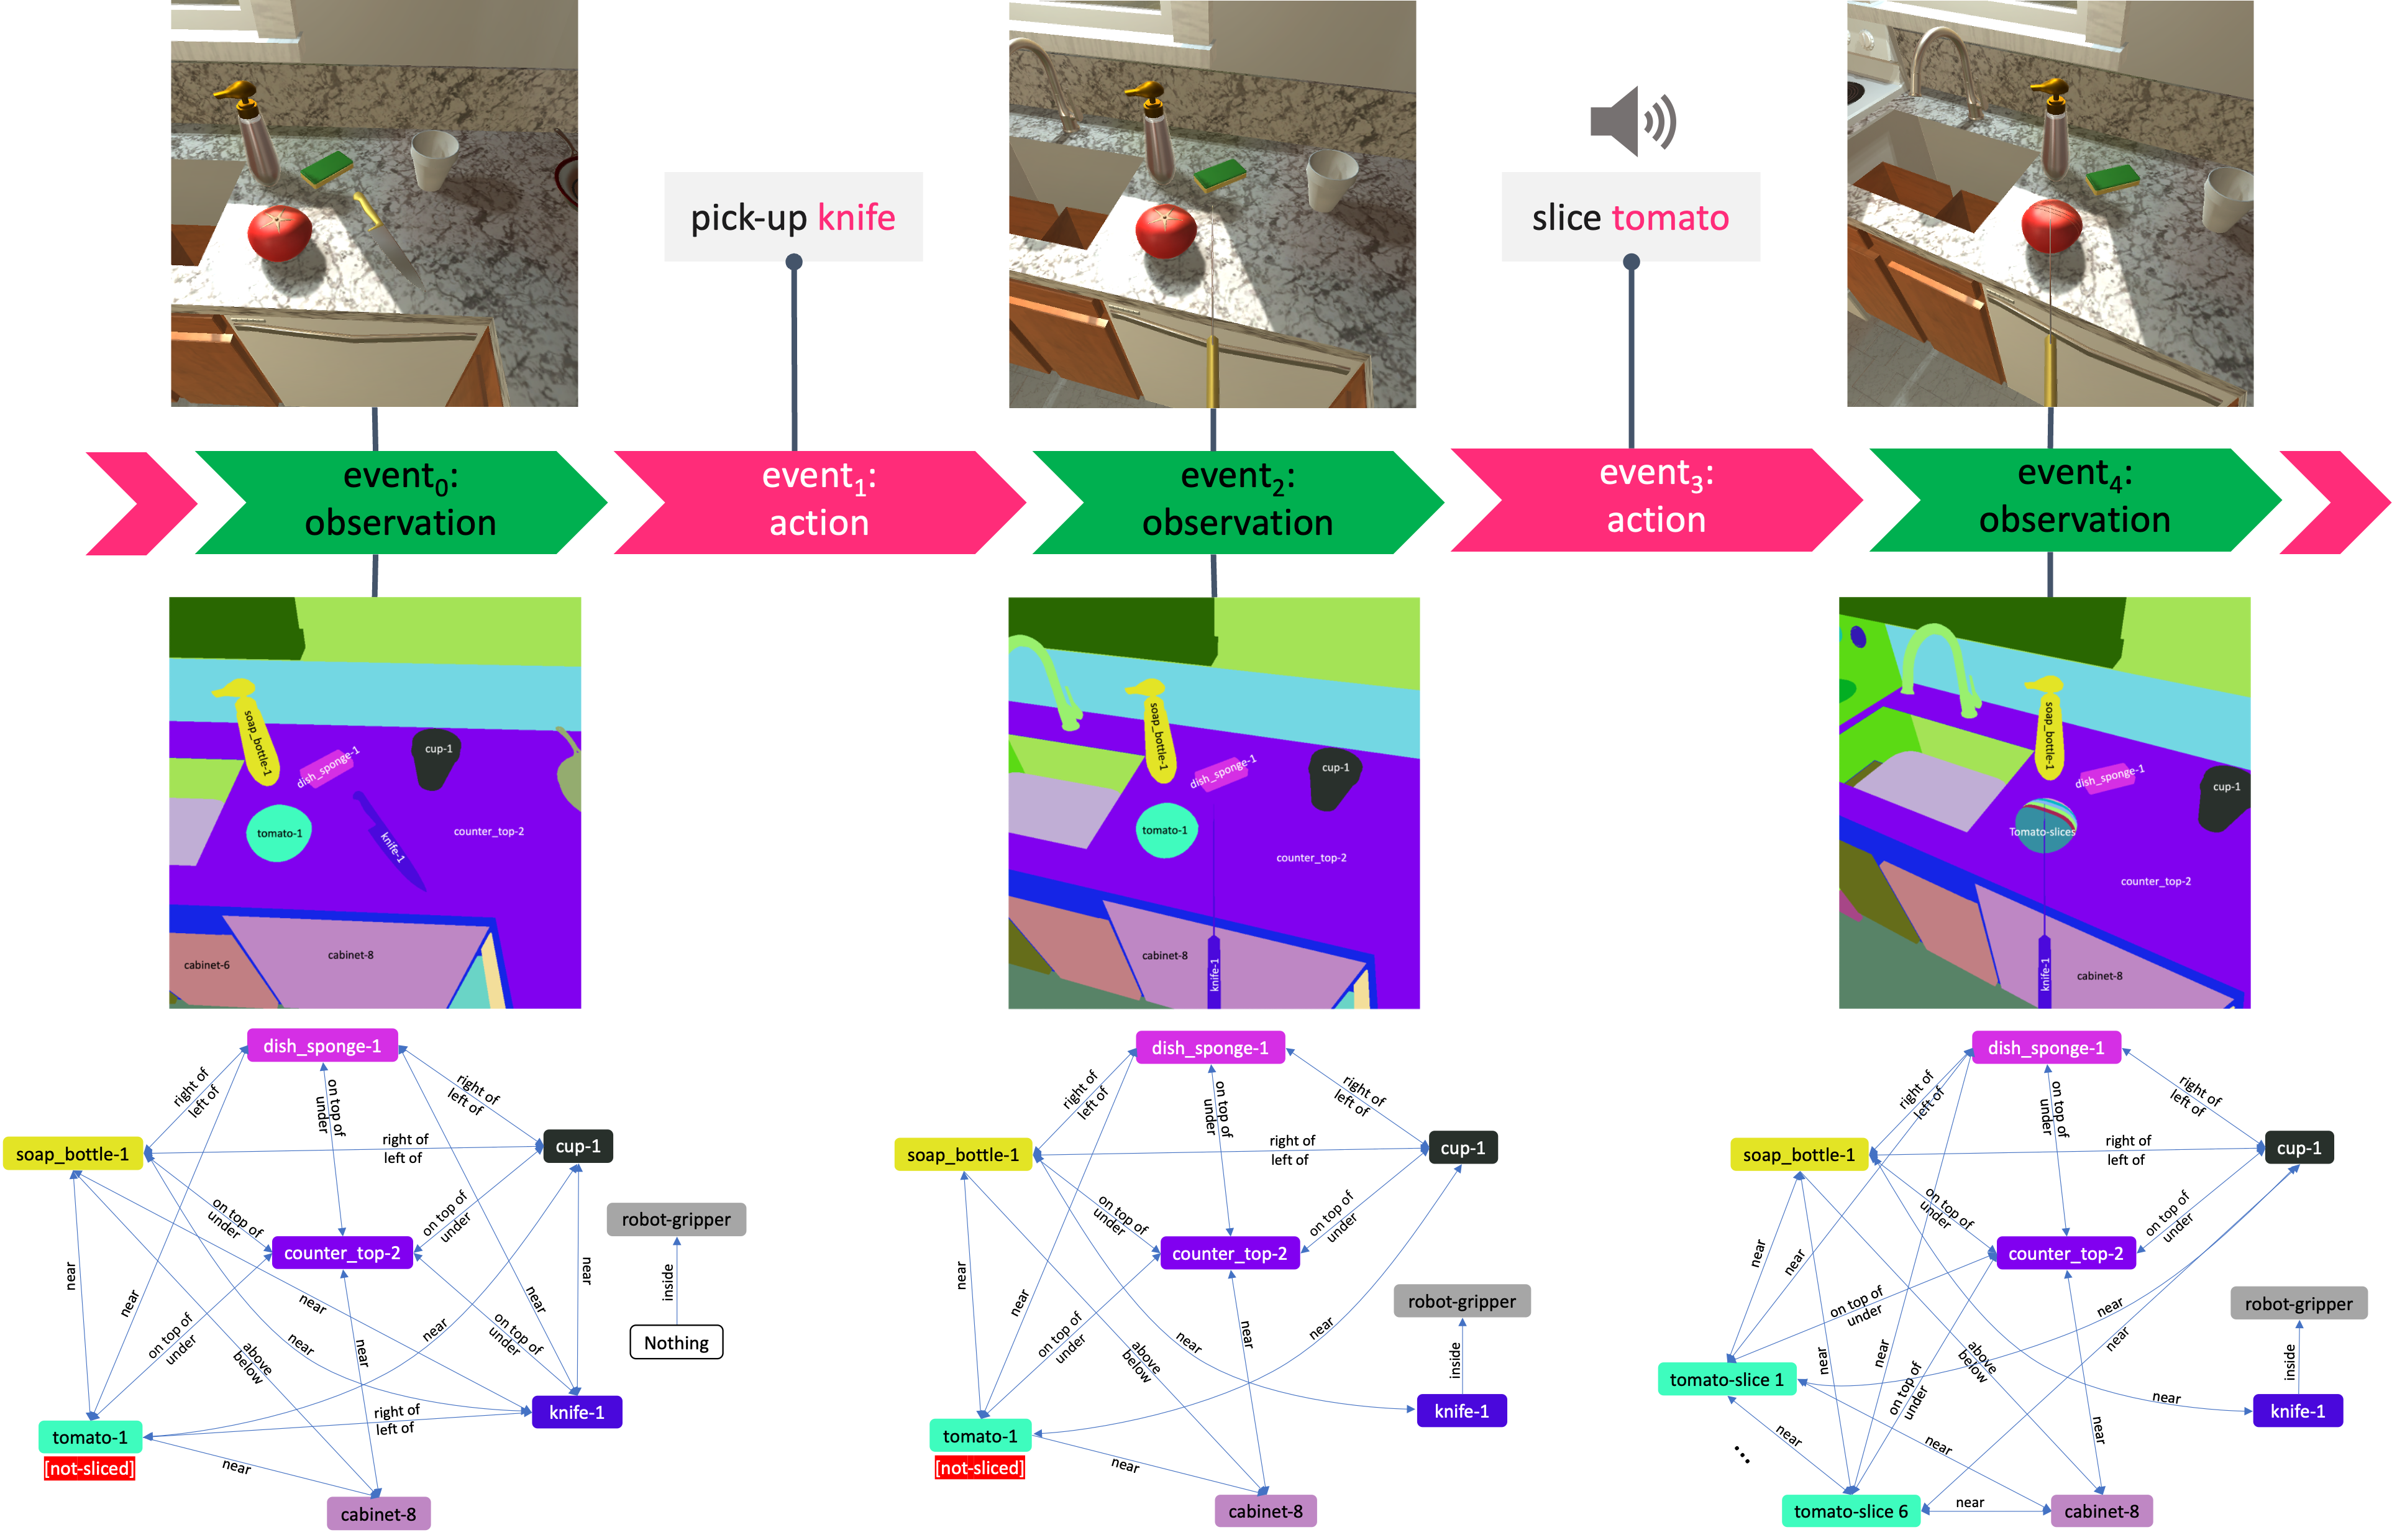 pick-up knife
slice tomato
event0:
observation
event1:
action
event2:
observation
event3:
action
event4:
observation
soap_bottle-1
dish_sponge-1
cup-1
tomato-1
knife-1
counter_top-2
cabinet-6
cabinet-8
soap_bottle-1
dish_sponge-1
cup-1
tomato-1
counter_top-2
cabinet-8
knife-1
soap_bottle-1
dish_sponge-1
cup-1
Tomato-slices
counter_top-2
knife-1
cabinet-8
dish_sponge-1
right of
left of
on top of
under
right of
left of
soap_bottle-1
right of
left of
cup-1
on top of
under
on top of
under
robot-gripper
counter_top-2
near
near
near
inside
near
near
on top of
under
near
on top of
under
near
near
above
below
Nothing
knife-1
right of
left of
tomato-1
[not-sliced]
near
cabinet-8
dish_sponge-1
right of
left of
on top of
under
right of
left of
soap_bottle-1
right of
left of
cup-1
on top of
under
on top of
under
counter_top-2
near
near
robot-gripper
on top of
under
near
near
near
above
below
inside
knife-1
tomato-1
[not-sliced]
near
cabinet-8
dish_sponge-1
right of
left of
on top of
under
right of
left of
soap_bottle-1
right of
left of
cup-1
on top of
under
on top of
under
counter_top-2
near
near
robot-gripper
on top of
under
near
near
near
near
above
below
inside
tomato-slice 1
on top of
under
near
knife-1
near
near
near
...
tomato-slice 6
near
cabinet-8